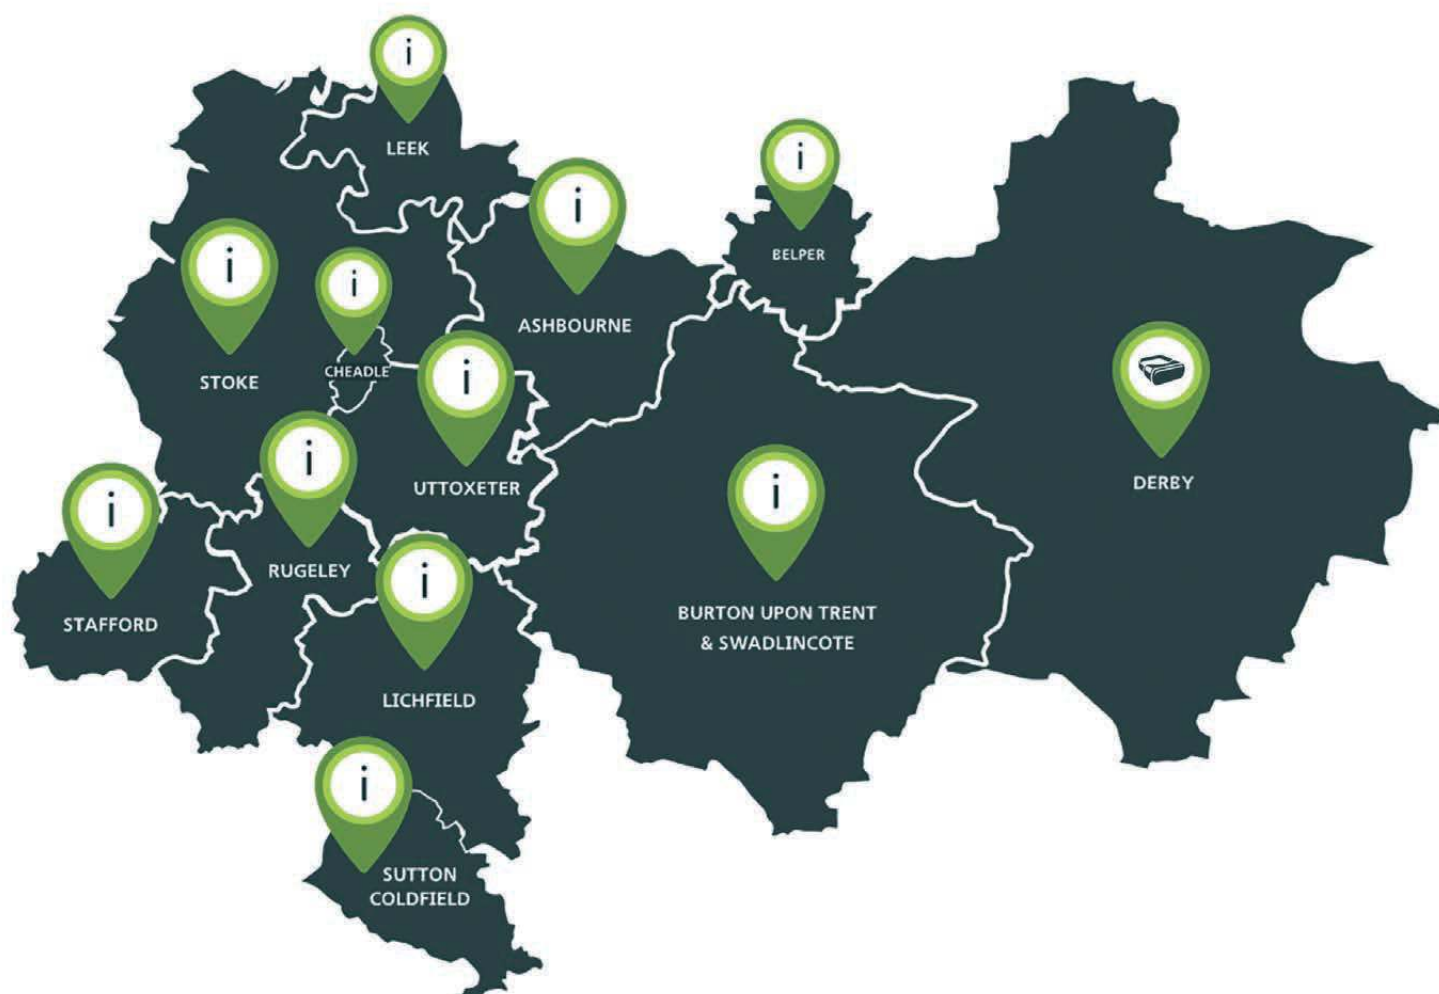 i
LEEK
i
BELPER
i
ASHBOURNE
i
STOKE
i
CHEADLE
i
UTTOXETER
DERBY
i
RUGELEY
i
STAFFORD
i
BURTON UPON TRENT
& SWADLINCOTE
i
LICHFIELD
i
SUTTON
COLDFIELD